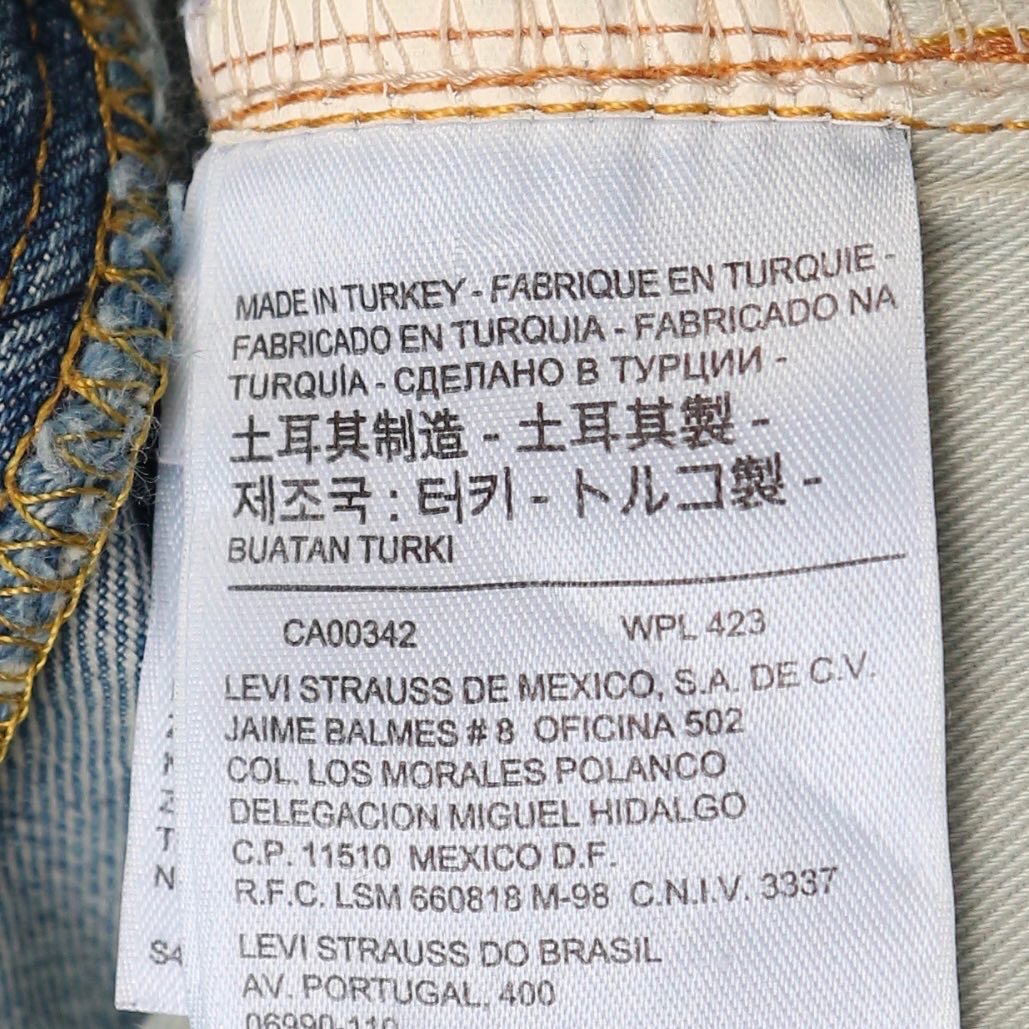 MADE IN TURKEY - FABRIQUE EN TURQUIE -
FABRICADO EN TURQUIA - FABRICADO NA
TURQUÍA - СДЕЛАНО В ТУРЦИИ -
土耳其制造 - 土耳其製 -
제조국 : 터키 - トルコ製 -
BUATAN TURKI
CA00342 WPL 423
LEVI STRAUSS DE MEXICO, S.A. DE C.V.
JAIME BALMES # 8 OFICINA 502
COL. LOS MORALES POLANCO
DELEGACION MIGUEL HIDALGO
C.P. 11510 MEXICO D.F.
R.F.C. LSM 660818 M-98 C.N.I.V. 3337
LEVI STRAUSS DO BRASIL
AV. PORTUGAL, 400
06990-110